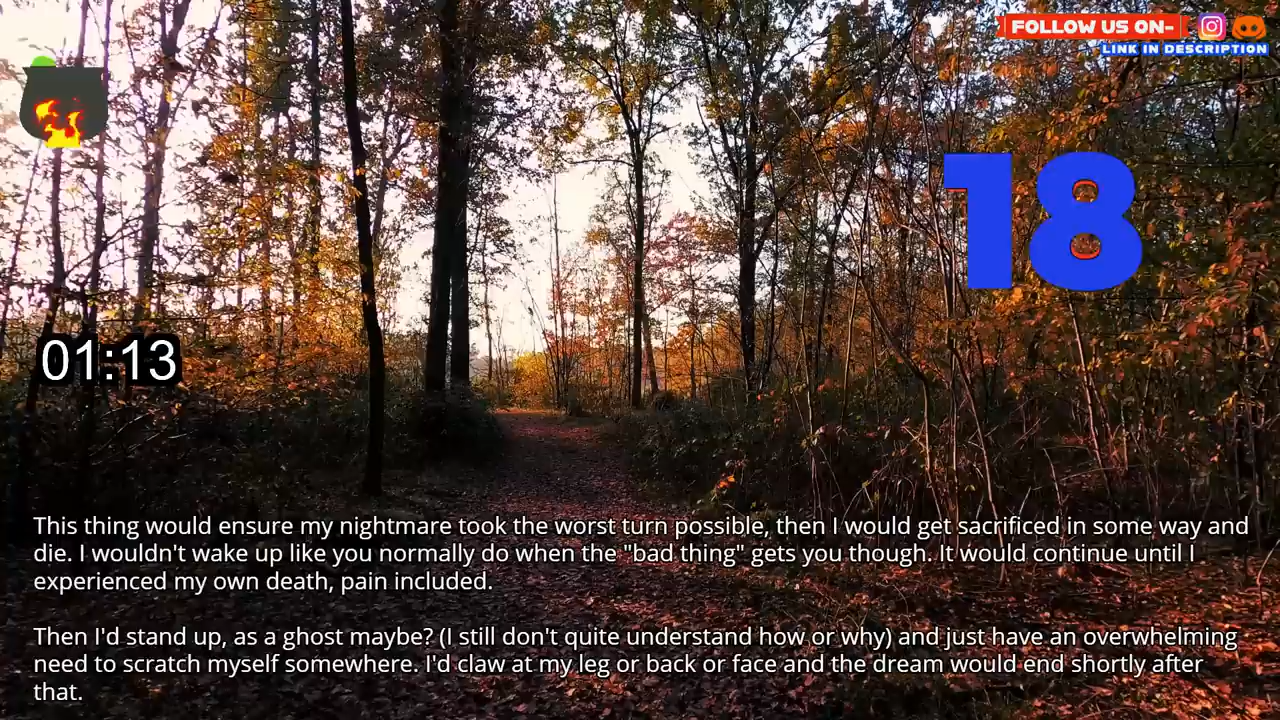 FOLLOW US ON-
LINK IN DESCRIPTION
18
01:13
This thing would ensure my nightmare took the worst turn possible, then I would get sacrificed in some way and
die. I wouldn't wake up like you normally do when the "bad thing" gets you though. It would continue until I
experienced my own death, pain included.
Then I'd stand up, as a ghost maybe? (I still don't quite understand how or why) and just have an overwhelming
need to scratch myself somewhere. I'd claw at my leg or back or face and the dream would end shortly after
that.